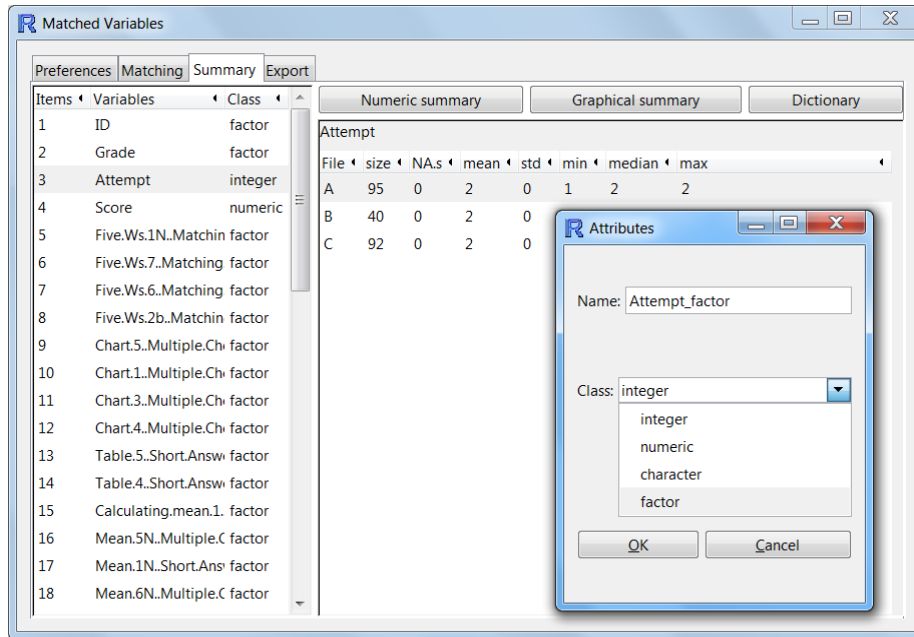 Matched Variables
Preferences Matching Summary Export
Items Variables Class
1 ID factor
2 Grade factor
3 Attempt integer
4 Score numeric
5 Five.Ws.1N..Matchin factor
6 Five.Ws.7..Matching factor
7 Five.Ws.6..Matching factor
8 Five.Ws.2b..Matchin factor
9 Chart.5..Multiple.Ch factor
10 Chart.1..Multiple.Ch factor
11 Chart.3..Multiple.Ch factor
12 Chart.4..Multiple.Ch factor
13 Table.5..Short.Answ factor
14 Table.4..Short.Answ factor
15 Calculating.mean.1. factor
16 Mean.5N..Multiple.C factor
17 Mean.1N..Short.Ans factor
18 Mean.6N..Multiple.C factor
Numeric summary Graphical summary Dictionary
Attempt
File size NA.s mean std min median max
A 95 0 2 0 1 2 2
B 40 0 2 0
C 92 0 2 0
Attributes
Name: Attempt_factor
Class: integer
integer
numeric
character
factor
OK Cancel